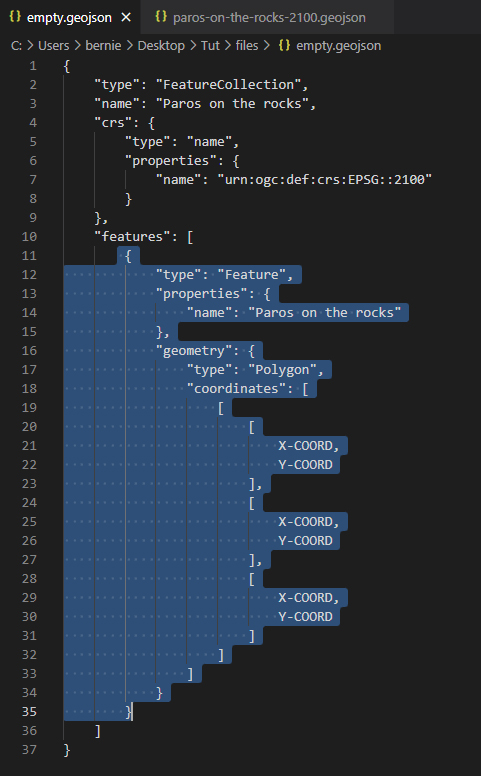 {} empty.geojson × {} paros-on-the-rocks-2100.geojson
C: > Users > bernie > Desktop > Tut > files > {} empty.geojson
1 {
2 "type": "FeatureCollection",
3 "name": "Paros on the rocks",
4 "crs": {
5 "type": "name",
6 "properties": {
7 "name": "urn:ogc:def:crs:EPSG::2100"
8 }
9 },
10 "features": [
11 {
12 "type": "Feature",
13 "properties": {
14 "name": "Paros on the rocks"
15 },
16 "geometry": {
17 "type": "Polygon",
18 "coordinates": [
19 [
20 [
21 X-COORD,
22 Y-COORD
23 ],
24 [
25 X-COORD,
26 Y-COORD
27 ],
28 [
29 X-COORD,
30 Y-COORD
31 ]
32 ]
33 ]
34 }
35 }
36 ]
37 }